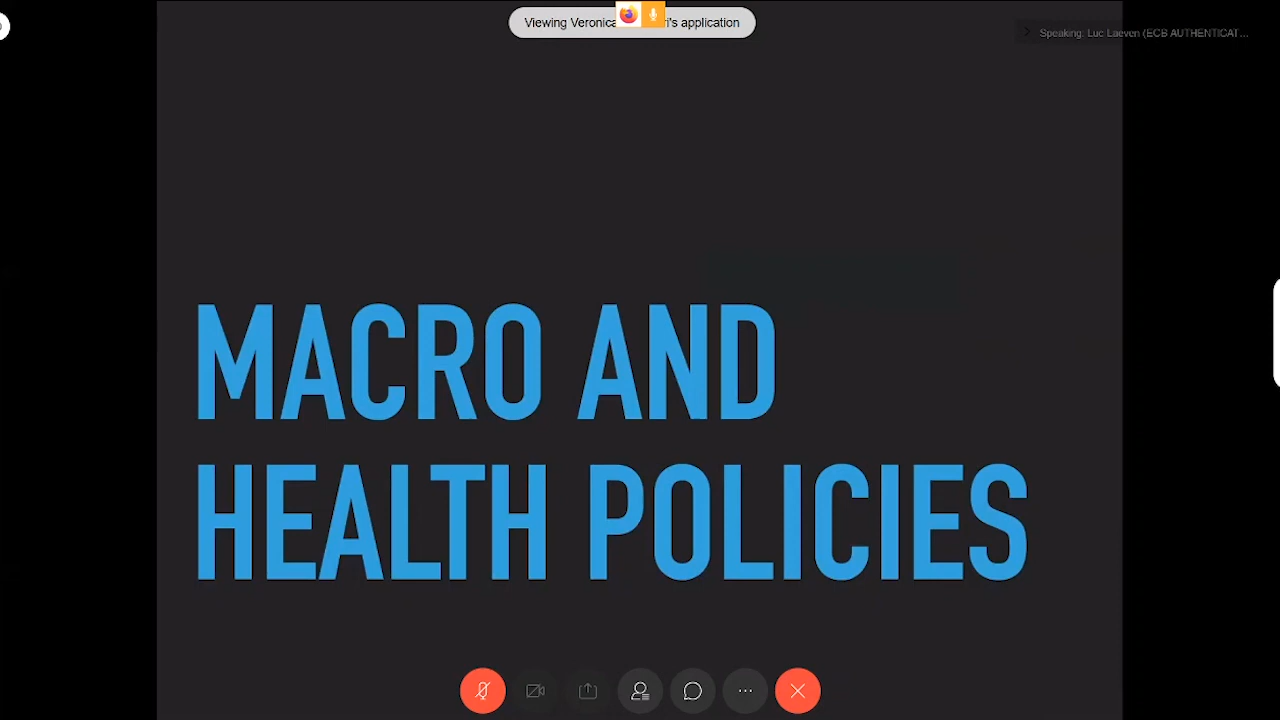 Viewing Veronica 's application
Speaking: Luc Laeven (ECB AUTHENTICAT...
MACRO AND
HEALTH POLICIES